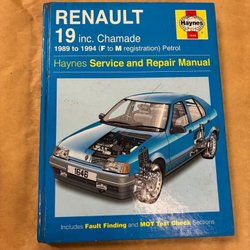 RENAULT
Haynes
19 inc. Chamade
1989 to 1994 (F to M registration) Petrol
Haynes Service and Repair Manual
1646
Includes Fault Finding and MOT Test Check Sections